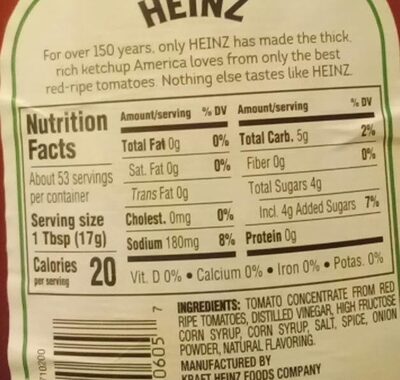 HEINZ
For over 150 years, only HEINZ has made the thick,
rich ketchup America loves from only the best
red-ripe tomatoes. Nothing else tastes like HEINZ.
Nutrition
Facts
About 53 servings
per container
Serving size
1 Tbsp (17g)
Calories
per serving
20
Amount/serving % DV
Total Fat 0g 0%
Sat. Fat 0g 0%
Trans Fat 0g
Cholest. 0mg 0%
Sodium 180mg 8%
Amount/serving % DV
Total Carb. 5g 2%
Fiber 0g 0%
Total Sugars 4g
Incl. 4g Added Sugars 7%
Protein 0g
Vit. D 0% • Calcium 0% • Iron 0% • Potas. 0%
INGREDIENTS: TOMATO CONCENTRATE FROM RED
RIPE TOMATOES, DISTILLED VINEGAR, HIGH FRUCTOSE
CORN SYRUP, CORN SYRUP, SALT, SPICE, ONION
POWDER, NATURAL FLAVORING.
MANUFACTURED BY
KRAFT HEINZ FOODS COMPANY
7
0605